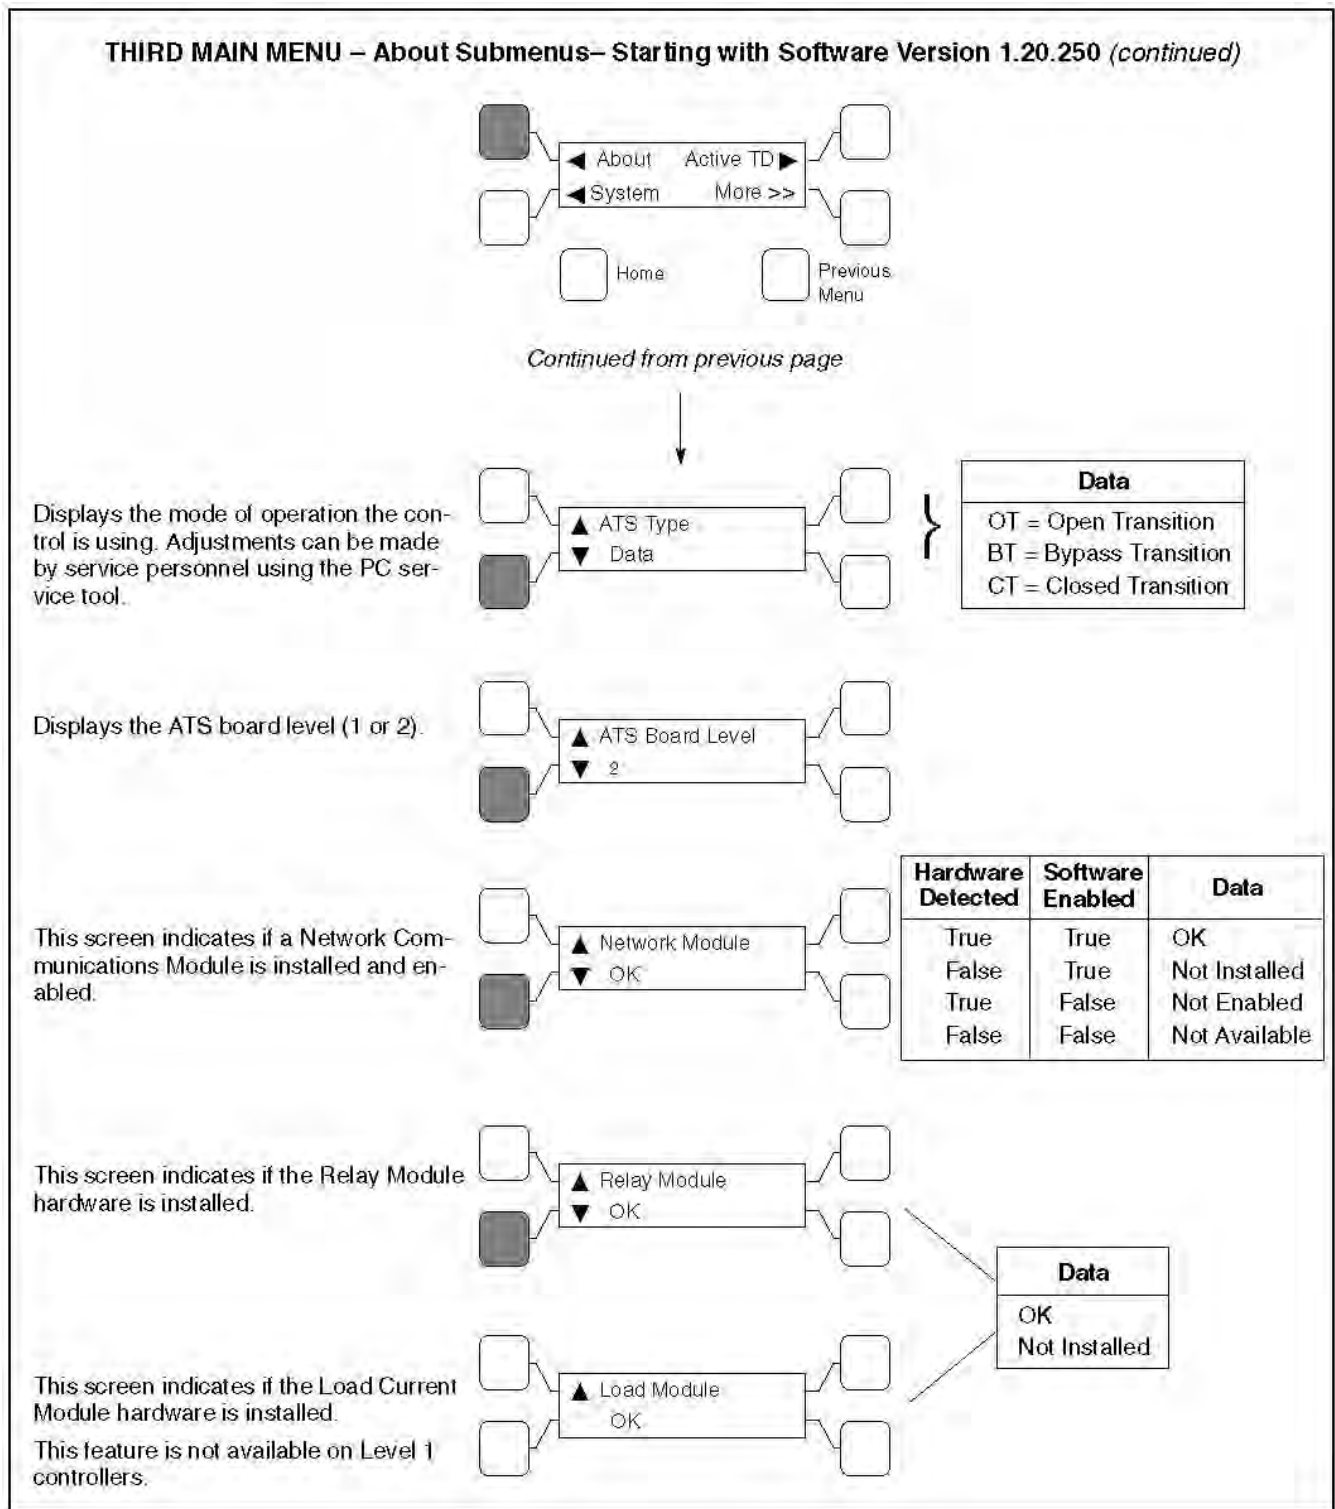 THIRD MAIN MENU – About Submenus– Starting with Software Version 1.20.250 (continued)
◀ About Active TD ▶
◀ System More >>
Home
Previous
Menu
Continued from previous page
Displays the mode of operation the con-
trol is using. Adjustments can be made
by service personnel using the PC ser-
vice tool.
▲ ATS Type
▼ Data
}
Data
OT = Open Transition
BT = Bypass Transition
CT = Closed Transition
Displays the ATS board level (1 or 2).
▲ ATS Board Level
▼ 2
This screen indicates if a Network Com-
munications Module is installed and en-
abled.
▲ Network Module
▼ OK
Hardware Detected Software Enabled Data
True True OK
False True Not Installed
True False Not Enabled
False False Not Available
This screen indicates if the Relay Module
hardware is installed.
▲ Relay Module
▼ OK
Data
OK
Not Installed
This screen indicates if the Load Current
Module hardware is installed.
This feature is not available on Level 1
controllers.
▲ Load Module
OK